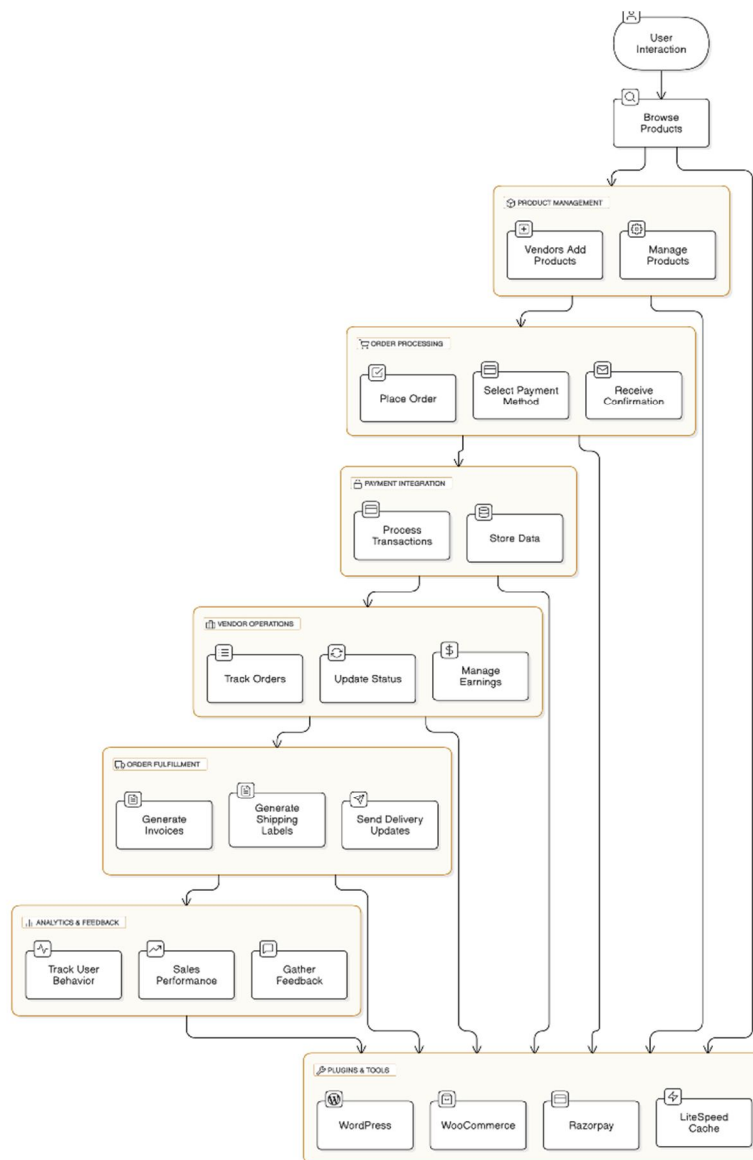 User
Interaction
Browse
Products
PRODUCT MANAGEMENT
Vendors Add
Products
Manage
Products
ORDER PROCESSING
Place Order
Select Payment
Method
Receive
Confirmation
PAYMENT INTEGRATION
Process
Transactions
Store Data
VENDOR OPERATIONS
Track Orders
Update Status
Manage
Earnings
ORDER FULFILLMENT
Generate
Invoices
Generate
Shipping
Labels
Send Delivery
Updates
ANALYTICS & FEEDBACK
Track User
Behavior
Sales
Performance
Gather
Feedback
PLUGINS & TOOLS
WordPress
WooCommerce
Razorpay
LiteSpeed
Cache